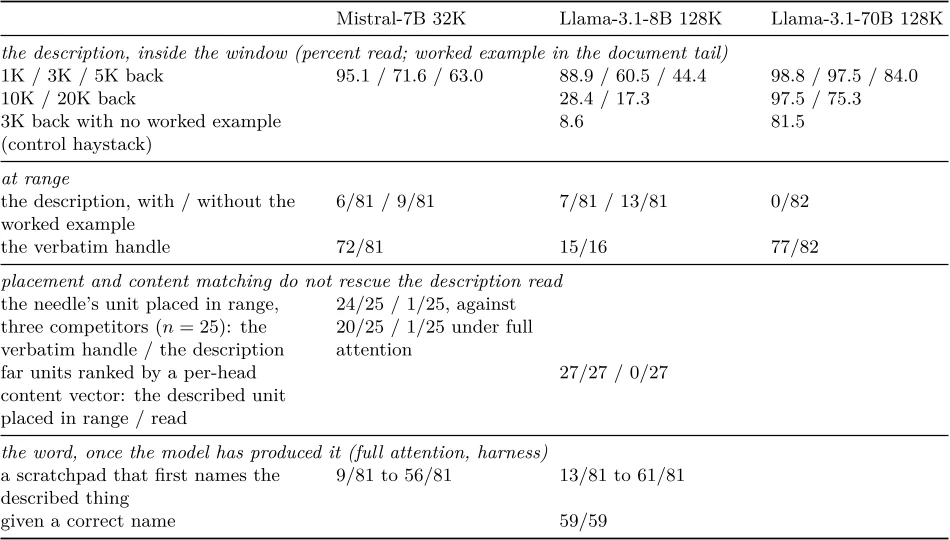 Mistral-7B 32K Llama-3.1-8B 128K Llama-3.1-70B 128K
the description, inside the window (percent read; worked example in the document tail)
1K / 3K / 5K back 95.1 / 71.6 / 63.0 88.9 / 60.5 / 44.4 98.8 / 97.5 / 84.0
10K / 20K back 28.4 / 17.3 97.5 / 75.3
3K back with no worked example 8.6 81.5
(control haystack)
at range
the description, with / without the 6/81 / 9/81 7/81 / 13/81 0/82
worked example
the verbatim handle 72/81 15/16 77/82
placement and content matching do not rescue the description read
the needle's unit placed in range, 24/25 / 1/25, against
three competitors (n = 25): the 20/25 / 1/25 under full
verbatim handle / the description attention
far units ranked by a per-head 27/27 / 0/27
content vector: the described unit
placed in range / read
the word, once the model has produced it (full attention, harness)
a scratchpad that first names the 9/81 to 56/81 13/81 to 61/81
described thing
given a correct name 59/59